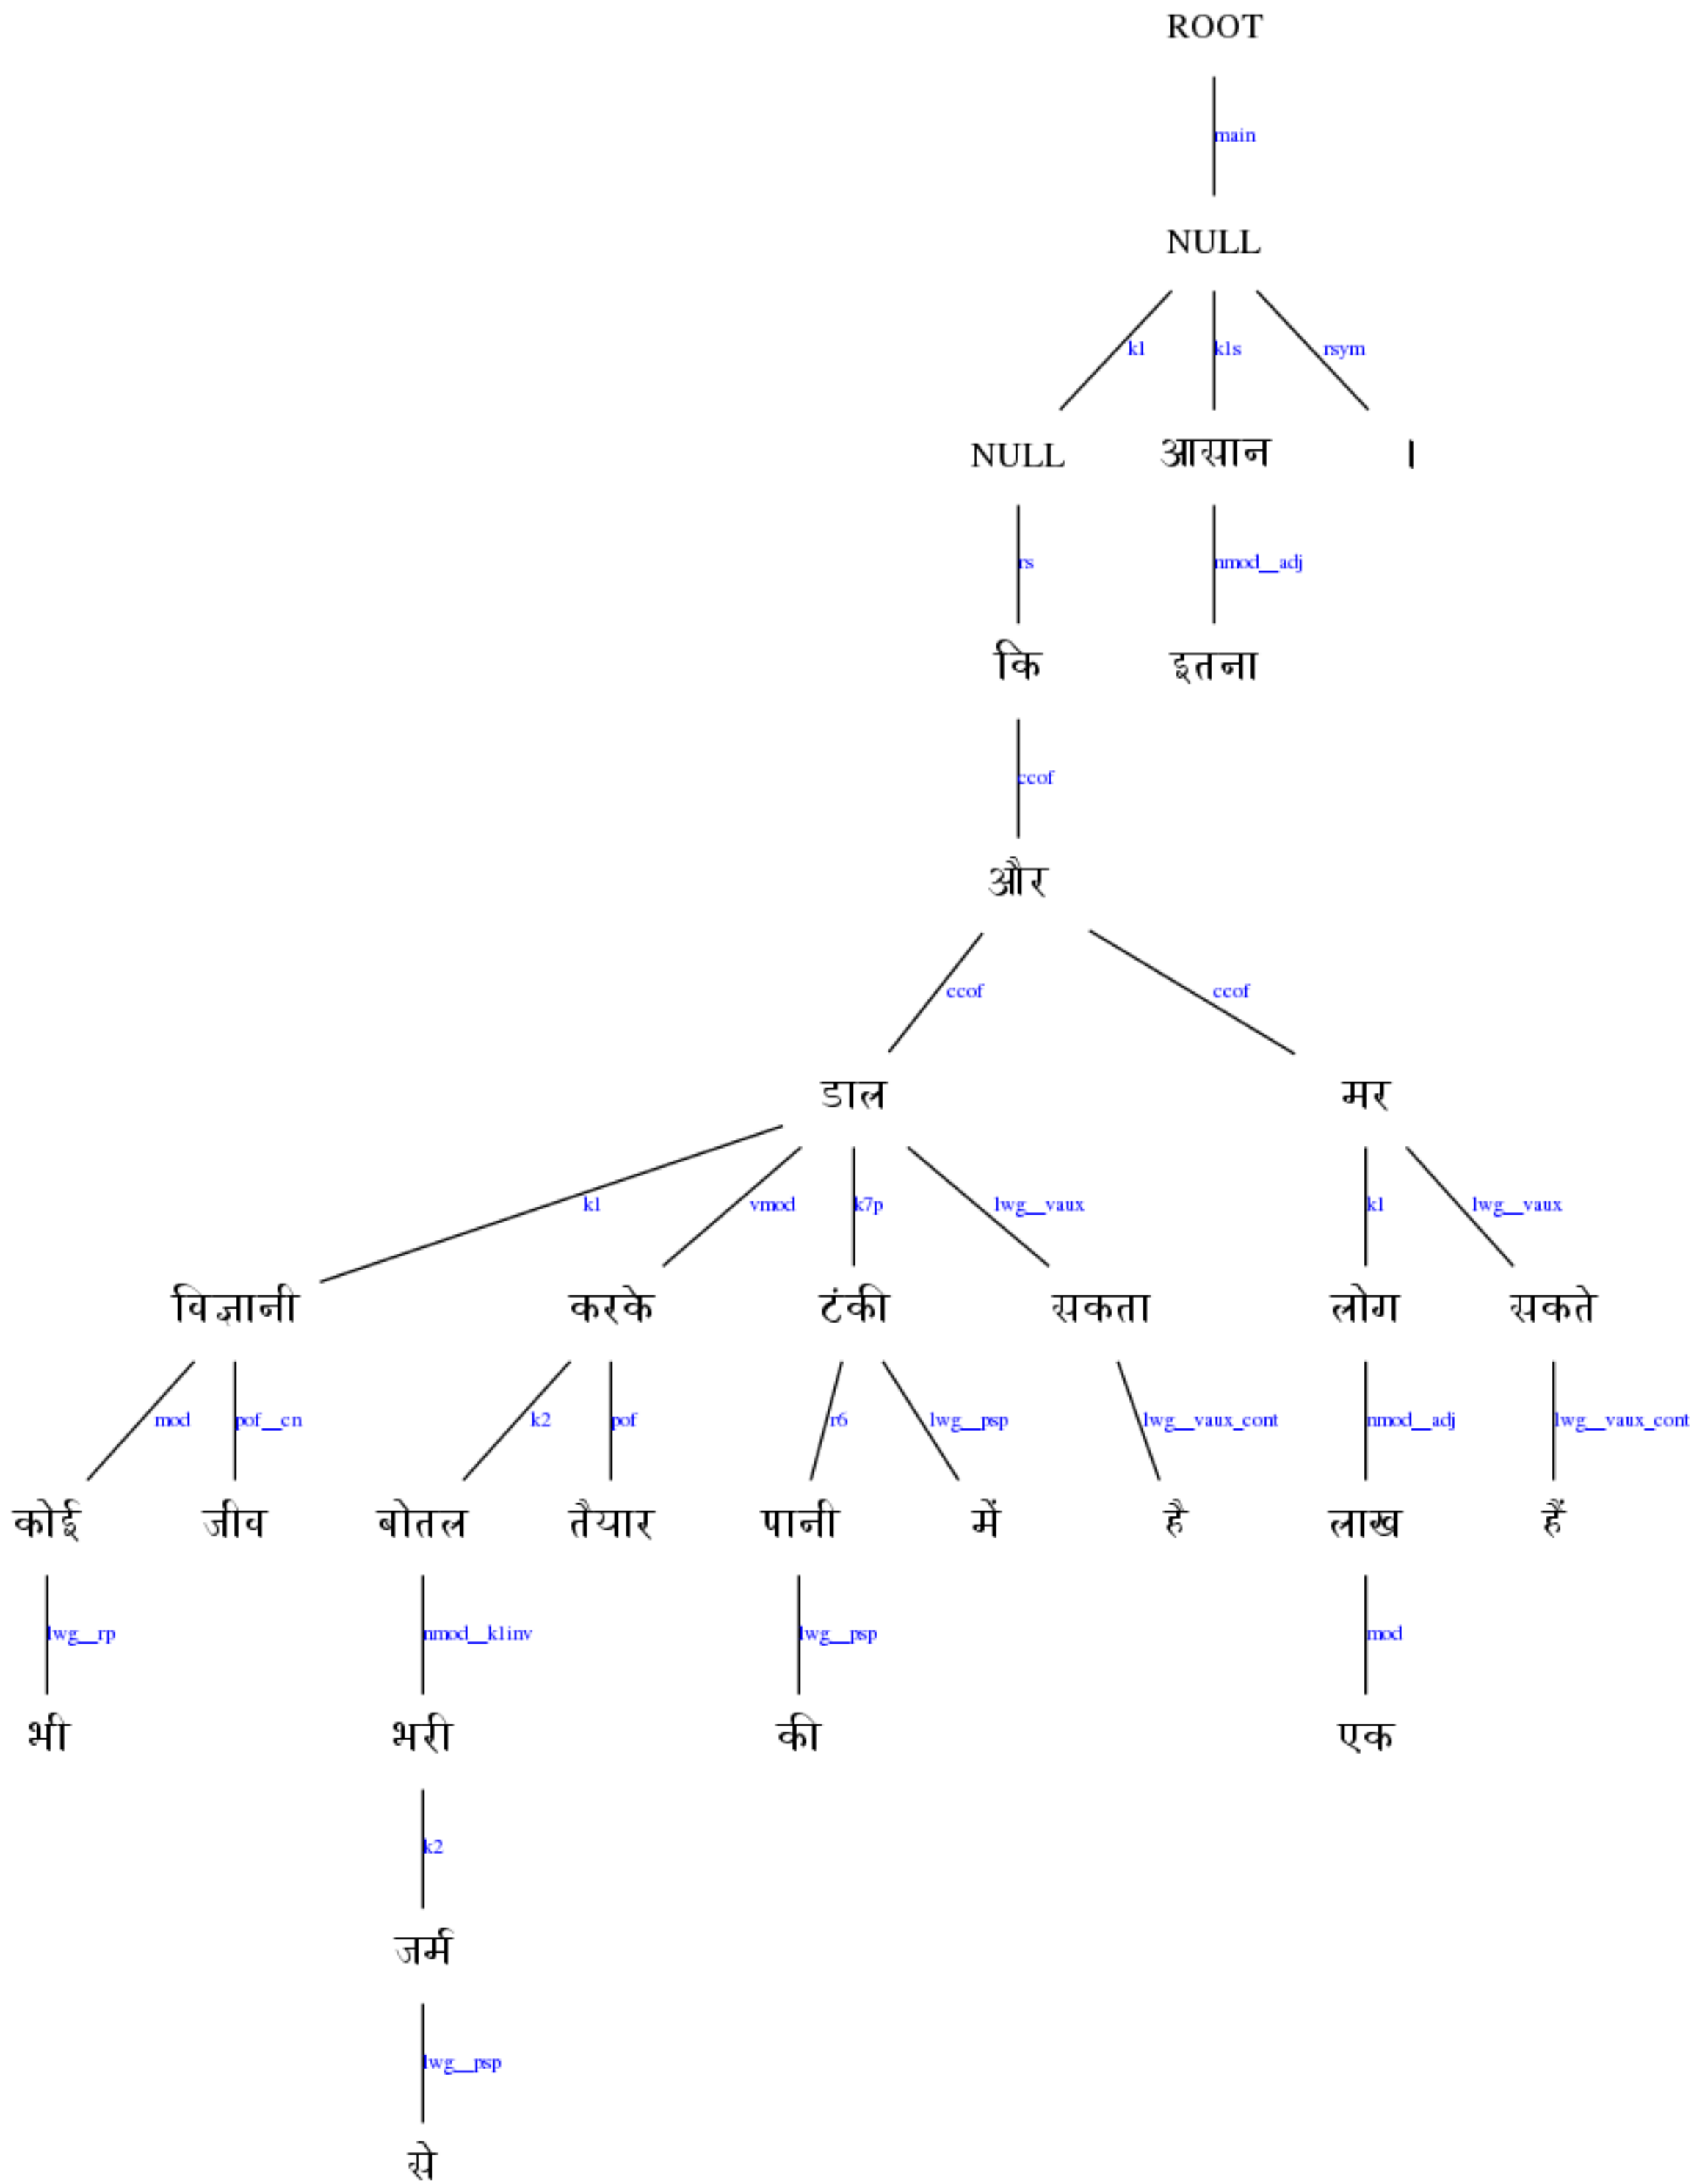 ROOT
main
NULL
k1 k1s rsym
NULL आसान ।
rs nmod__adj
कि इतना
ccof
और
ccof ccof
डाल मर
k1 vmod k7p lwg__vaux k1 lwg__vaux
विज्ञानी करके टंकी सकता लोग सकते
mod pof__cn k2 pof r6 lwg__psp lwg__vaux_cont nmod__adj lwg__vaux_cont
कोई जीव बोतल तैयार पानी में है लाख हैं
lwg__rp nmod__k1inv lwg__psp mod
भी भरी की एक
k2
जर्म
lwg__psp
से